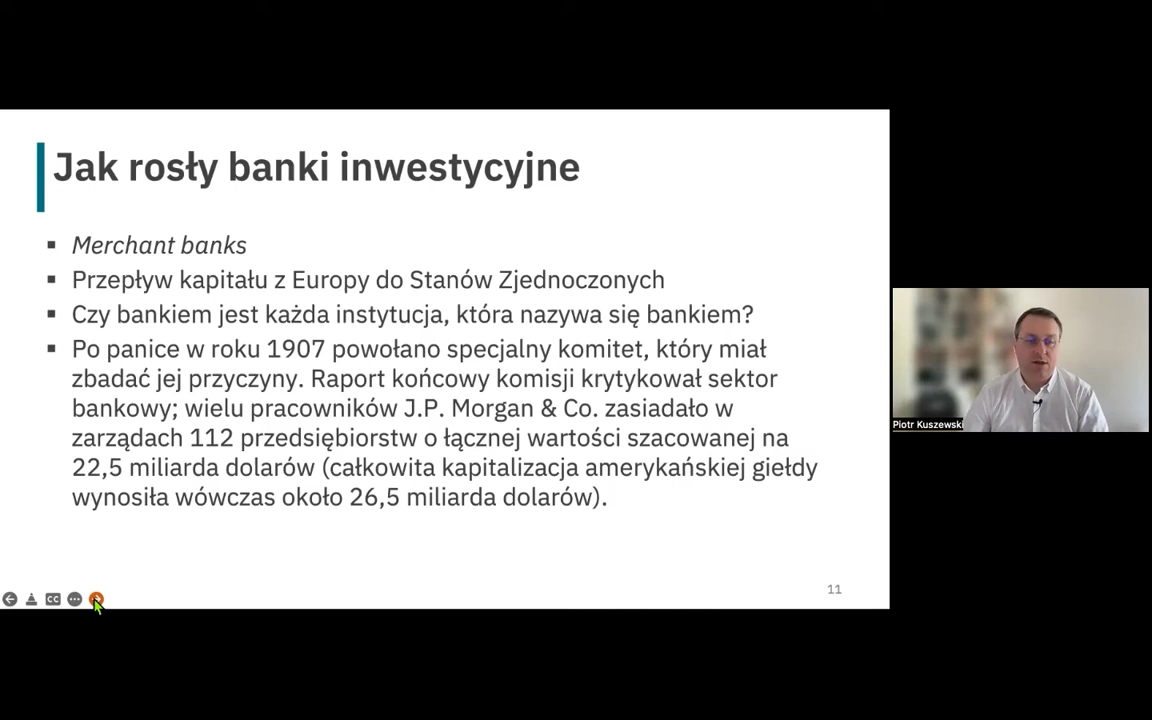 Jak rosły banki inwestycyjne
Merchant banks
Przepływ kapitału z Europy do Stanów Zjednoczonych
Czy bankiem jest każda instytucja, która nazywa się bankiem?
Po panice w roku 1907 powołano specjalny komitet, który miał
zbadać jej przyczyny. Raport końcowy komisji krytykował sektor
bankowy; wielu pracowników J.P. Morgan & Co. zasiadało w
zarządach 112 przedsiębiorstw o łącznej wartości szacowanej na
22,5 miliarda dolarów (całkowita kapitalizacja amerykańskiej giełdy
wynosiła wówczas około 26,5 miliarda dolarów).
Piotr Kuszewski
CC
11